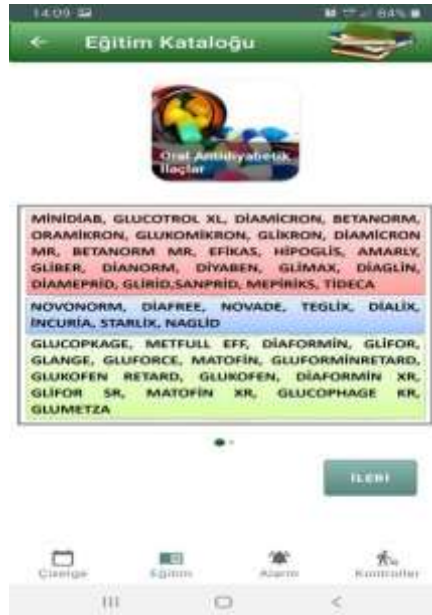 14:09
84%
Eğitim Kataloğu
Oral Antidiyabetik
İlaçlar
MİNİDİAB, GLUCOTROL XL, DİAMİCRON, BETANORM,
ORAMİKRON, GLUKOMİKRON, GLİKRON, DİAMİCRON
MR, BETANORM MR, EFİKAS, HİPOGLİS, AMARLY,
GLİBER, DİANORM, DİYABEN, GLİMAX, DİAGLİN,
DİAMEPRİD, GLİRİD,SANPRİD, MEPİRİKS, TİDECA
NOVONORM, DİAFREE, NOVADE, TEGLİX, DİALİX,
İNCURİA, STARLİX, NAGLİD
GLUCOPKAGE, METFULL EFF, DİAFORMİN, GLİFOR,
GLANGE, GLUFORCE, MATOFİN, GLUFORMİNRETARD,
GLUKOFEN RETARD, GLUKOFEN, DİAFORMİN XR,
GLİFOR SR, MATOFİN XR, GLUCOPHAGE KR,
GLUMETZA
İLERİ
Çizelge Eğitim Alarm Kontroller